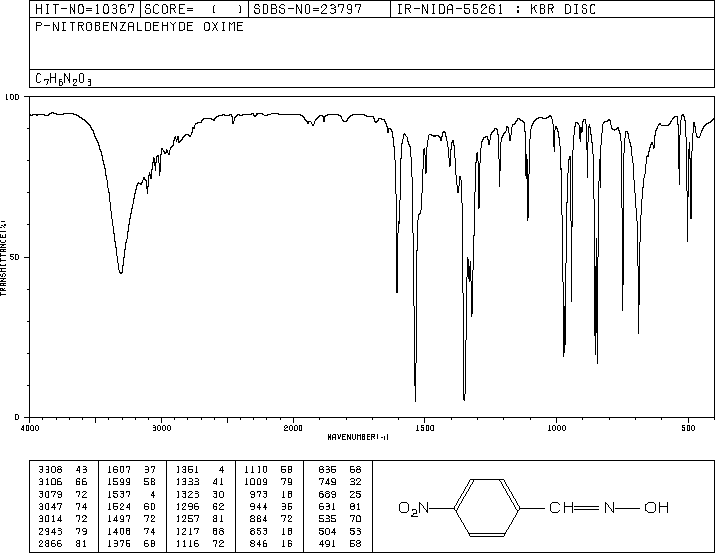 HIT-NO=10367 SCORE= ( ) SDBS-NO=23797 IR-NIDA-55261 : KBR DISC
P-NITROBENZALDEHYDE OXIME
C₇H₆N₂O₃
100
50
0
TRANSMITTANCE(%)
4000 3000 2000 1500 1000 500
WAVENUMBER(-1)
3308 43 1607 37 1351 4 1110 58 836 58
3106 66 1599 58 1333 41 1009 79 749 32
3079 72 1537 4 1323 30 973 18 689 25
3047 74 1524 60 1296 62 944 35 631 81
3014 72 1497 72 1257 81 884 72 535 70
2943 79 1408 74 1217 68 853 18 504 53
2866 81 1376 68 1116 72 846 16 491 58
O₂N CH N OH